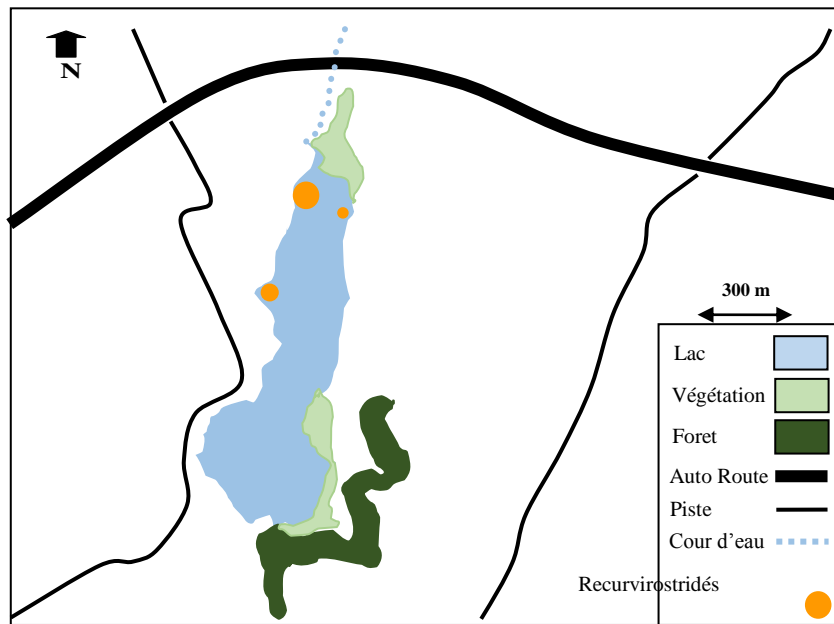 N
300 m
Lac
Végétation
Foret
Auto Route
Piste
Cour d’eau
Recurvirostridés